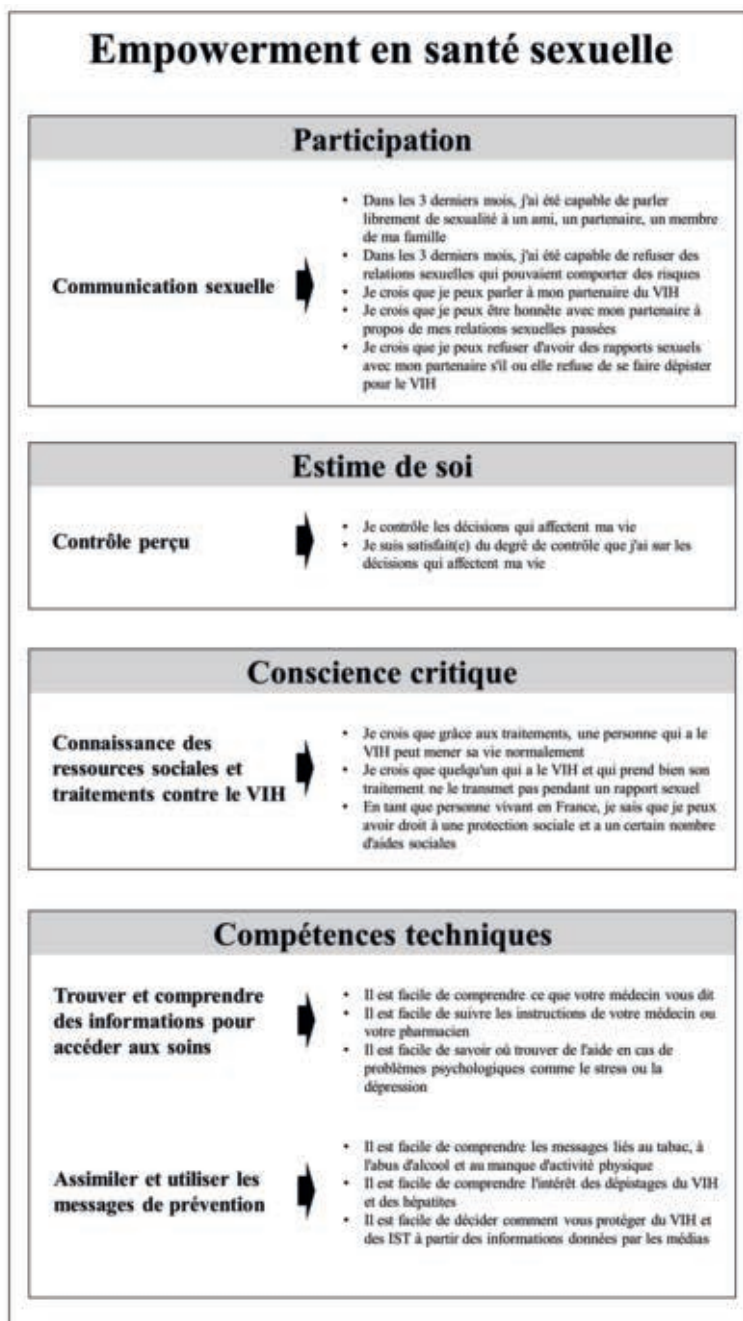 Empowerment en santé sexuelle
Participation
Communication sexuelle
• Dans les 3 derniers mois, j'ai été capable de parler
librement de sexualité à un ami, un partenaire, un membre
de ma famille
• Dans les 3 derniers mois, j'ai été capable de refuser des
relations sexuelles qui pouvaient comporter des risques
• Je crois que je peux parler à mon partenaire du VIH
• Je crois que je peux être honnête avec mon partenaire à
propos de mes relations sexuelles passées
• Je crois que je peux refuser d'avoir des rapports sexuels
avec mon partenaire s'il ou elle refuse de se faire dépister
pour le VIH
Estime de soi
Contrôle perçu
• Je contrôle les décisions qui affectent ma vie
• Je suis satisfait(e) du degré de contrôle que j'ai sur les
décisions qui affectent ma vie
Conscience critique
Connaissance des
ressources sociales et
traitements contre le VIH
• Je crois que grâce aux traitements, une personne qui a le
VIH peut mener sa vie normalement
• Je crois que quelqu'un qui a le VIH et qui prend bien son
traitement ne le transmet pas pendant un rapport sexuel
• En tant que personne vivant en France, je sais que je peux
avoir droit à une protection sociale et a un certain nombre
d'aides sociales
Compétences techniques
Trouver et comprendre
des informations pour
accéder aux soins
• Il est facile de comprendre ce que votre médecin vous dit
• Il est facile de suivre les instructions de votre médecin ou
votre pharmacien
• Il est facile de savoir où trouver de l'aide en cas de
problèmes psychologiques comme le stress ou la
dépression
Assimiler et utiliser les
messages de prévention
• Il est facile de comprendre les messages liés au tabac, à
l'abus d'alcool et au manque d'activité physique
• Il est facile de comprendre l'intérêt des dépistages du VIH
et des hépatites
• Il est facile de décider comment vous protéger du VIH et
des IST à partir des informations données par les médias